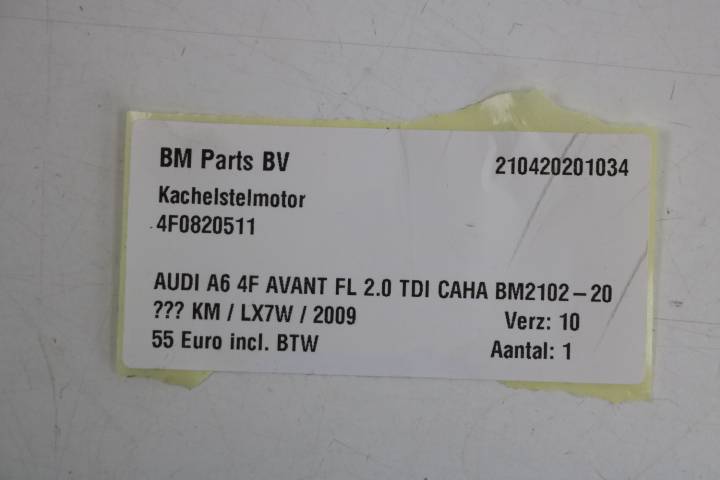 BM Parts BV 210420201034
Kachelstelmotor
4F0820511
AUDI A6 4F AVANT FL 2.0 TDI CAHA BM2102-20
??? KM / LX7W / 2009 Verz: 10
55 Euro incl. BTW Aantal: 1